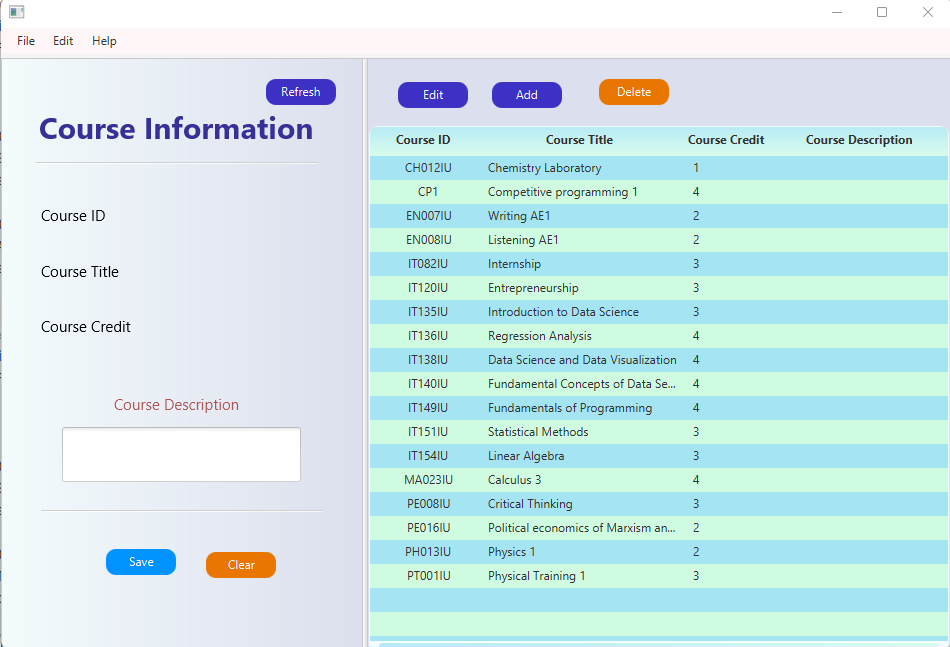 File Edit Help
Refresh
Course Information
Course ID
Course Title
Course Credit
Course Description
Save Clear
Edit Add Delete
Course ID Course Title Course Credit Course Description
CH012IU Chemistry Laboratory 1
CP1 Competitive programming 1 4
EN007IU Writing AE1 2
EN008IU Listening AE1 2
IT082IU Internship 3
IT120IU Entrepreneurship 3
IT135IU Introduction to Data Science 3
IT136IU Regression Analysis 4
IT138IU Data Science and Data Visualization 4
IT140IU Fundamental Concepts of Data Se... 4
IT149IU Fundamentals of Programming 4
IT151IU Statistical Methods 3
IT154IU Linear Algebra 3
MA023IU Calculus 3 4
PE008IU Critical Thinking 3
PE016IU Political economics of Marxism an... 2
PH013IU Physics 1 2
PT001IU Physical Training 1 3